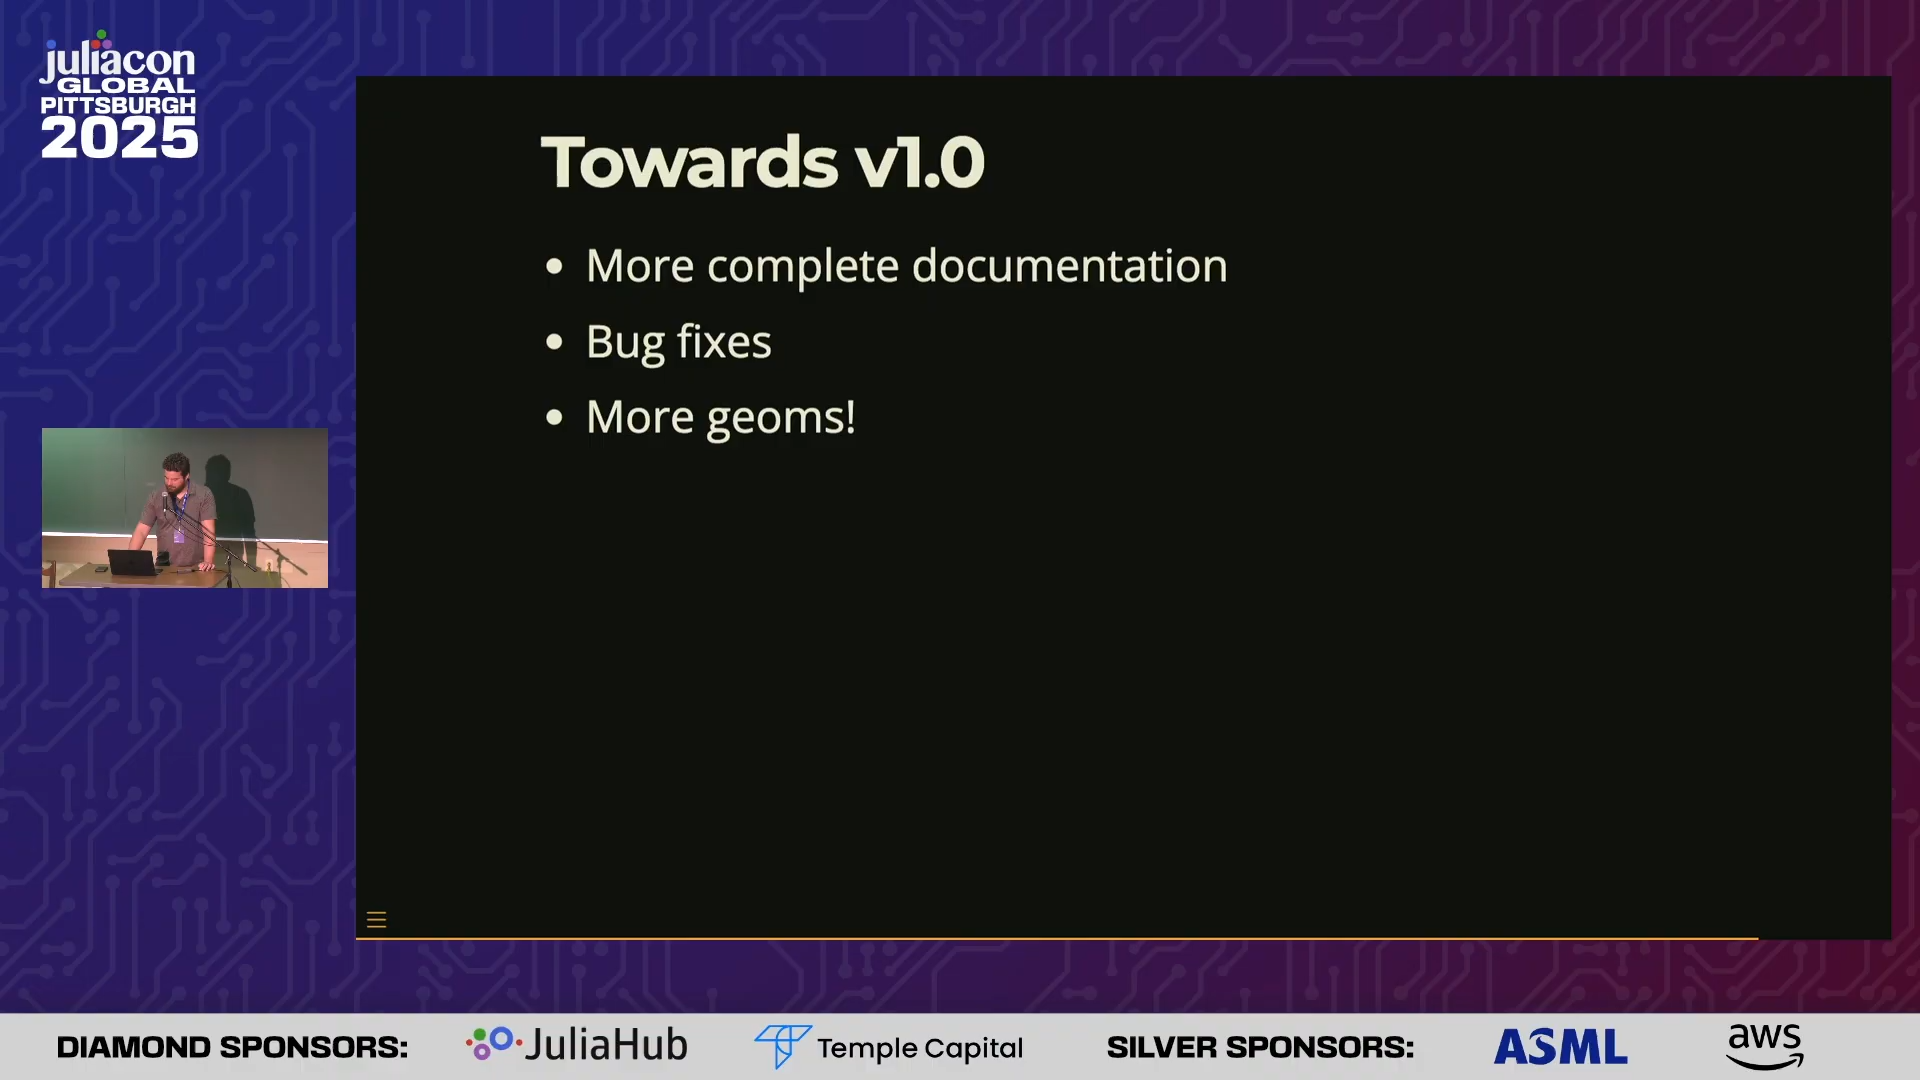 juliacon
GLOBAL
PITTSBURGH
2025
Towards v1.0
• More complete documentation
• Bug fixes
• More geoms!
DIAMOND SPONSORS: JuliaHub Temple Capital SILVER SPONSORS: ASML aws